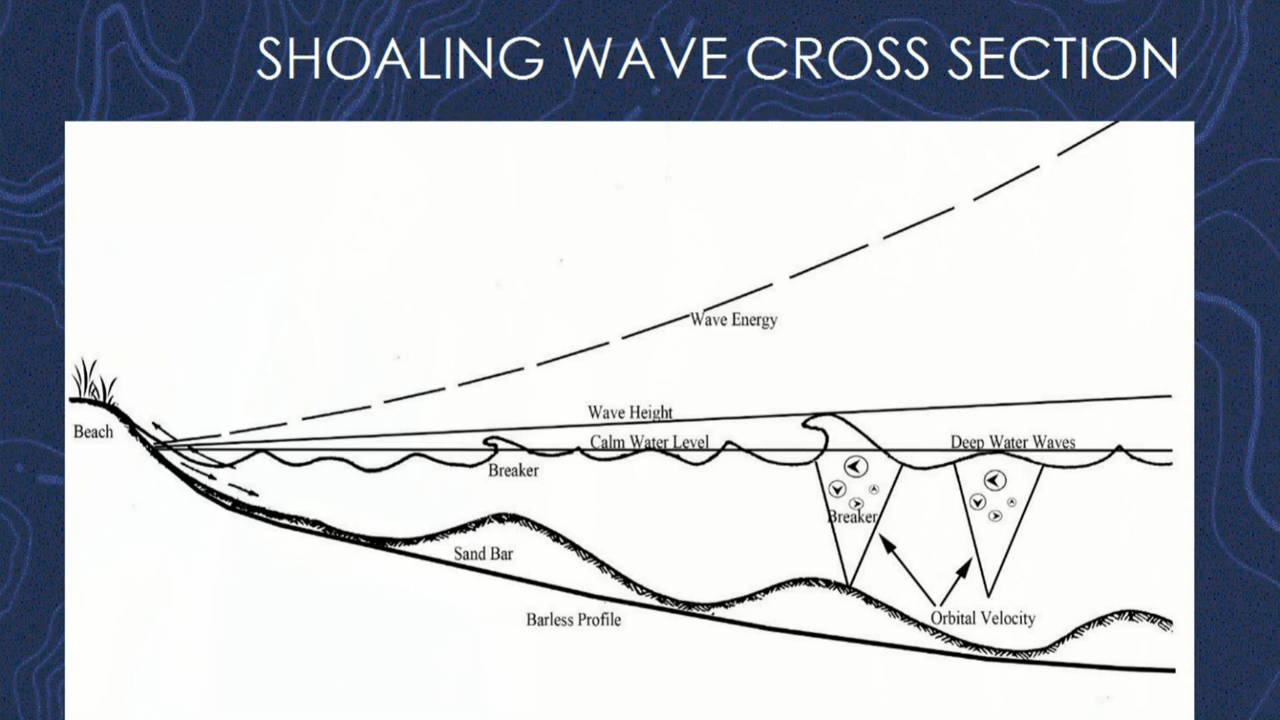 SHOALING WAVE CROSS SECTION
Wave Energy
Wave Height
Beach
Calm Water Level
Deep Water Waves
Breaker
Breaker
Sand Bar
Barless Profile
Orbital Velocity